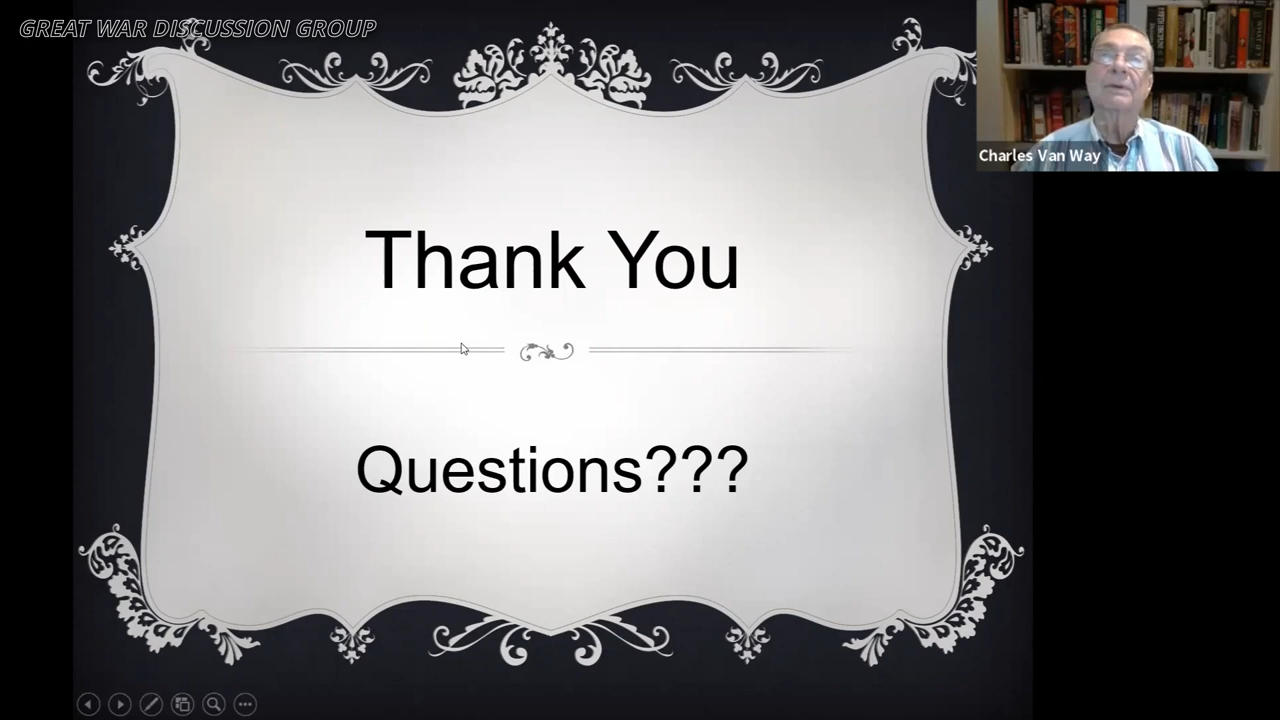 GREAT WAR DISCUSSION GROUP
Charles Van Way
Thank You
Questions???